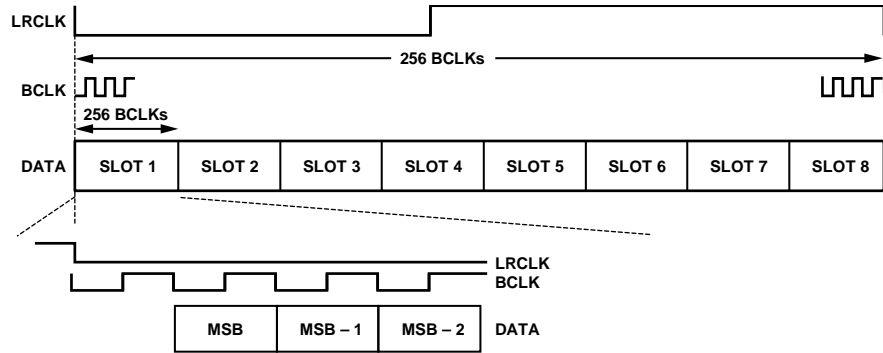 LRCLK
256 BCLKs
BCLK
256 BCLKs
DATA SLOT 1 SLOT 2 SLOT 3 SLOT 4 SLOT 5 SLOT 6 SLOT 7 SLOT 8
LRCLK
BCLK
MSB MSB – 1 MSB – 2 DATA